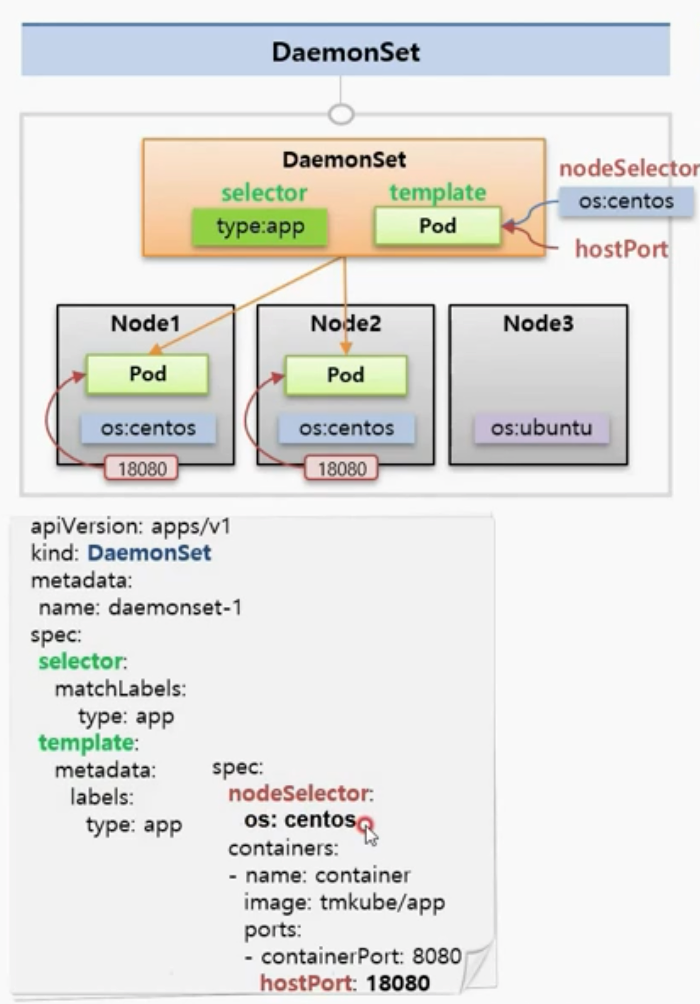 DaemonSet
DaemonSet
nodeSelector
selector
template
os:centos
type:app
Pod
hostPort
Node1
Node2
Node3
Pod
Pod
os:centos
os:centos
os:ubuntu
18080
18080
apiVersion: apps/v1
kind: DaemonSet
metadata:
name: daemonset-1
spec:
selector:
matchLabels:
type: app
template:
metadata:
labels:
type: app
spec:
nodeSelector:
os: centos
containers:
- name: container
image: tmkube/app
ports:
- containerPort: 8080
hostPort: 18080